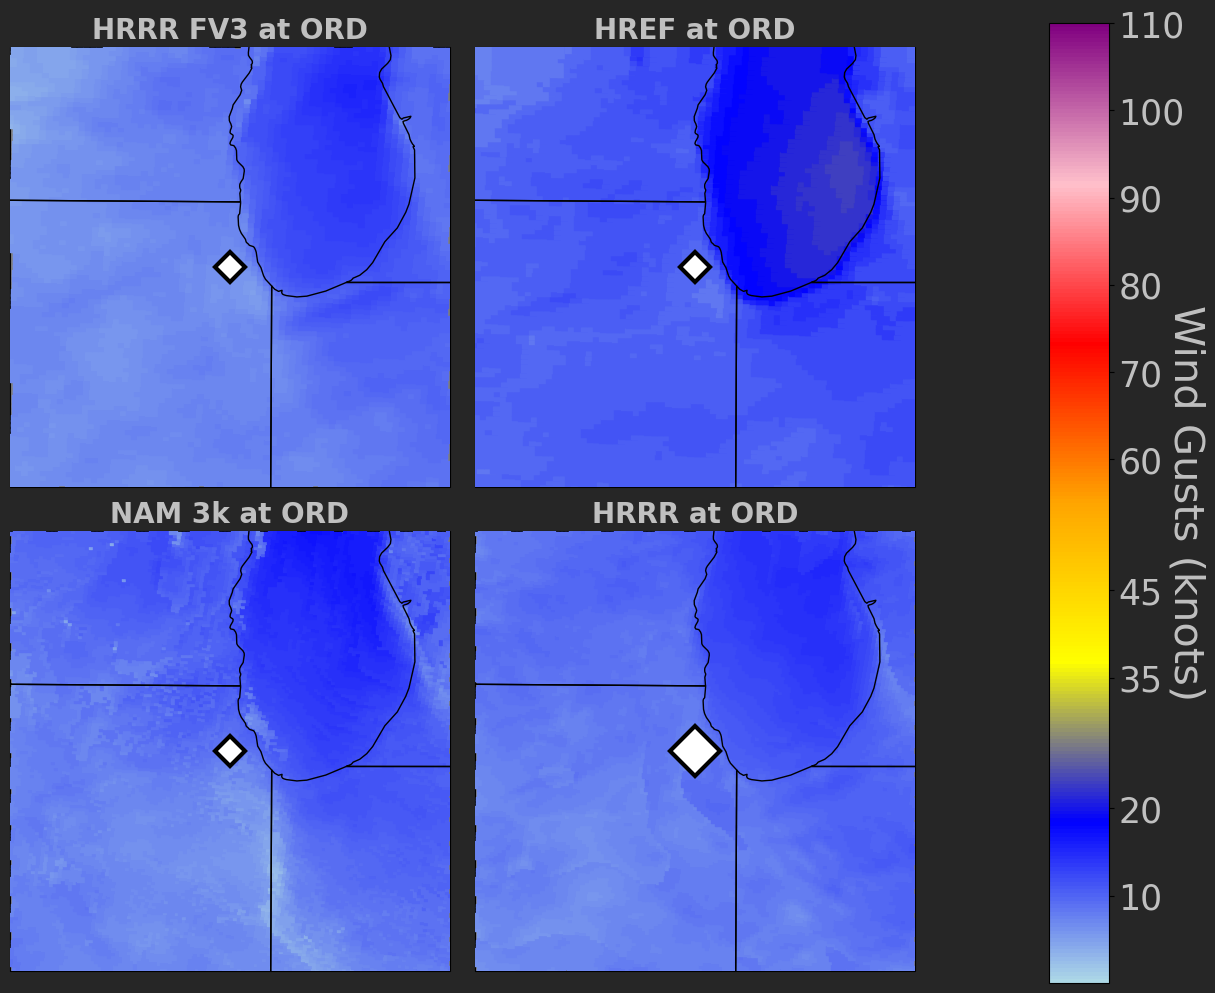 HRRR FV3 at ORD
HREF at ORD
NAM 3k at ORD
HRRR at ORD
110
100
90
80
70
60
45
35
20
10
Wind Gusts (knots)